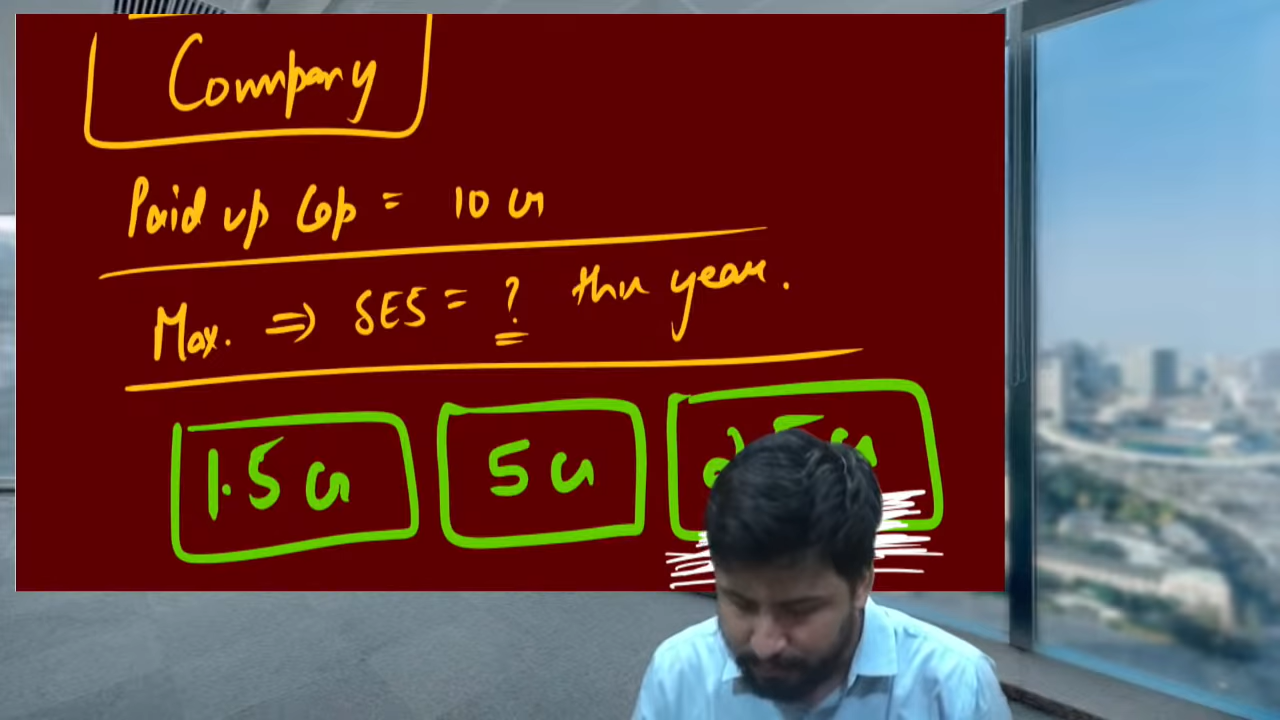 Company
Paid up Cap = 10 cr
Max. => SES = ? this year.
1.5 cr 5 cr